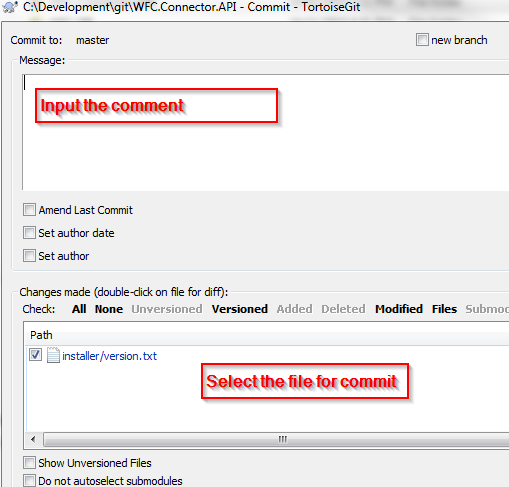 C:\Development\git\WFC.Connector.API - Commit - TortoiseGit
Commit to: master new branch
Message:
Input the comment
Amend Last Commit
Set author date
Set author
Changes made (double-click on file for diff):
Check: All None Unversioned Versioned Added Deleted Modified Files Submo
Path
installer/version.txt
Select the file for commit
Show Unversioned Files
Do not autoselect submodules